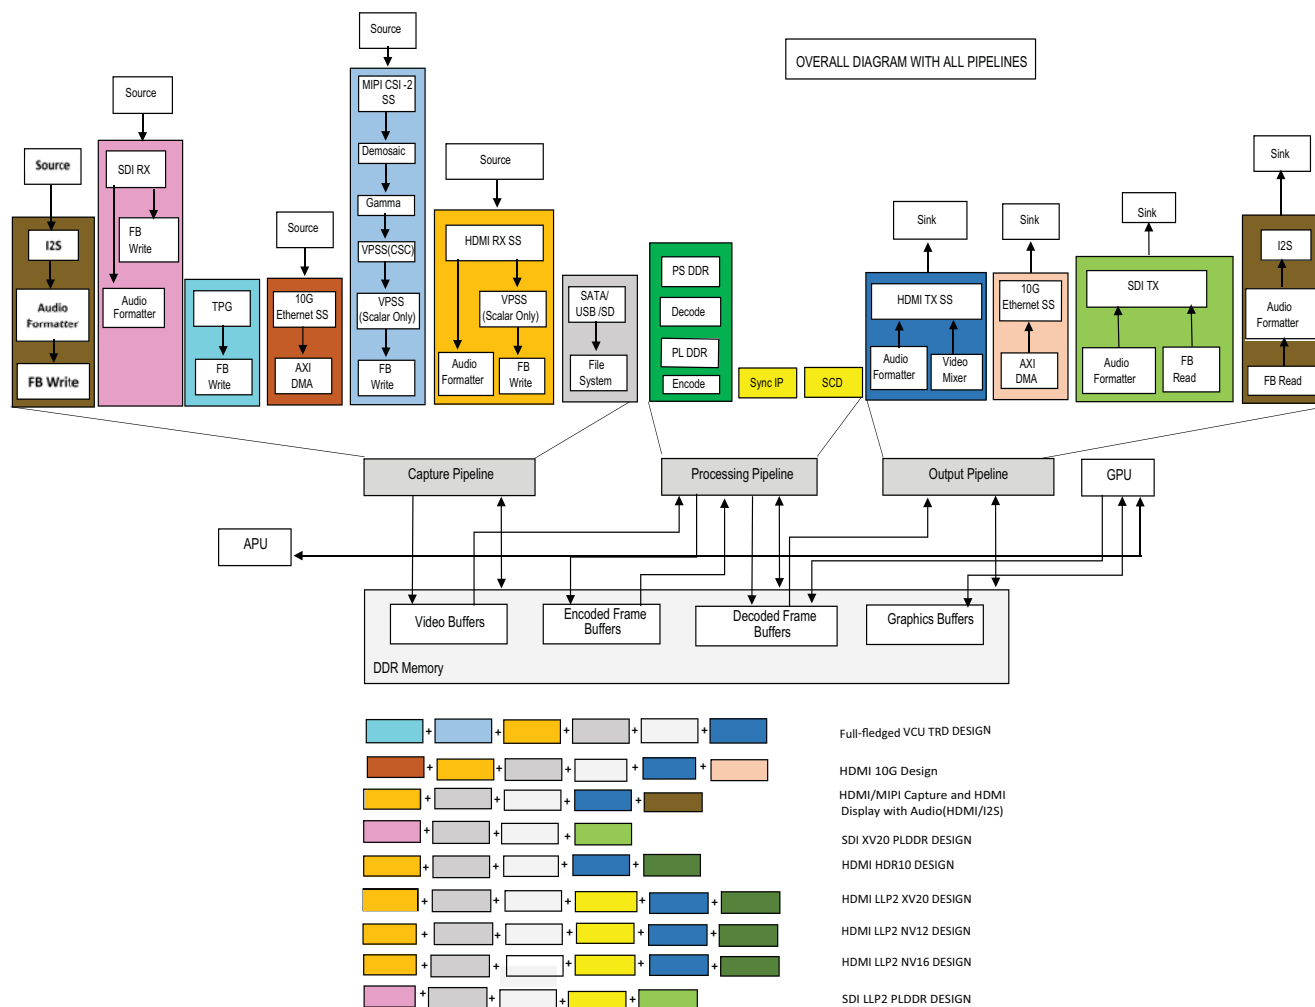 OVERALL DIAGRAM WITH ALL PIPELINES
Source
I2S
Audio
Formatter
FB Write
Source
SDI RX
FB
Write
Audio
Formatter
TPG
FB
Write
Source
10G
Ethernet SS
AXI
DMA
Source
MIPI CSI -2
SS
Demosaic
Gamma
VPSS(CSC)
VPSS
(Scalar Only)
FB
Write
Source
HDMI RX SS
VPSS
(Scalar Only)
Audio
Formatter
FB
Write
SATA/
USB /SD
File
System
PS DDR
Decode
PL DDR
Encode
Sync IP
SCD
Sink
HDMI TX SS
Audio
Formatter
Video
Mixer
Sink
10G
Ethernet SS
AXI
DMA
Sink
SDI TX
Audio
Formatter
FB
Read
Sink
I2S
Audio
Formatter
FB Read
Capture Pipeline
Processing Pipeline
Output Pipeline
GPU
APU
Video Buffers
Encoded Frame
Buffers
Decoded Frame
Buffers
Graphics Buffers
DDR Memory
+ + + + +
Full-fledged VCU TRD DESIGN
+ + + + +
HDMI 10G Design
+ + + +
HDMI/MIPI Capture and HDMI
Display with Audio(HDMI/I2S)
+ + +
SDI XV20 PLDDR DESIGN
+ + + +
HDMI HDR10 DESIGN
+ + + + +
HDMI LLP2 XV20 DESIGN
+ + + + +
HDMI LLP2 NV12 DESIGN
+ + + + +
HDMI LLP2 NV16 DESIGN
+ + + +
SDI LLP2 PLDDR DESIGN